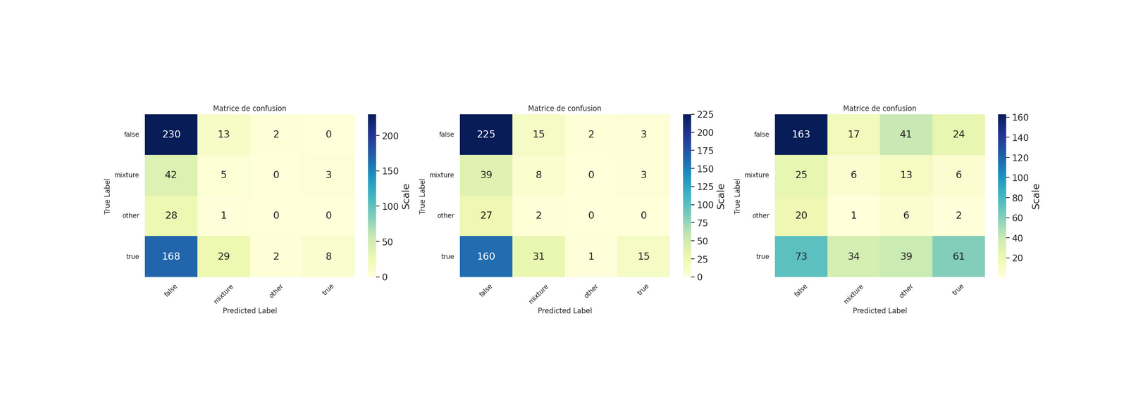 Matrice de confusion
True Label
false 230 13 2 0
mixture 42 5 0 3
other 28 1 0 0
true 168 29 2 8
false mixture other true
Predicted Label
200
150
100
50
0
Scale
Matrice de confusion
True Label
false 225 15 2 3
mixture 39 8 0 3
other 27 2 0 0
true 160 31 1 15
false mixture other true
Predicted Label
225
200
175
150
125
100
75
50
25
0
Scale
Matrice de confusion
True Label
false 163 17 41 24
mixture 25 6 13 6
other 20 1 6 2
true 73 34 39 61
false mixture other true
Predicted Label
160
140
120
100
80
60
40
20
Scale